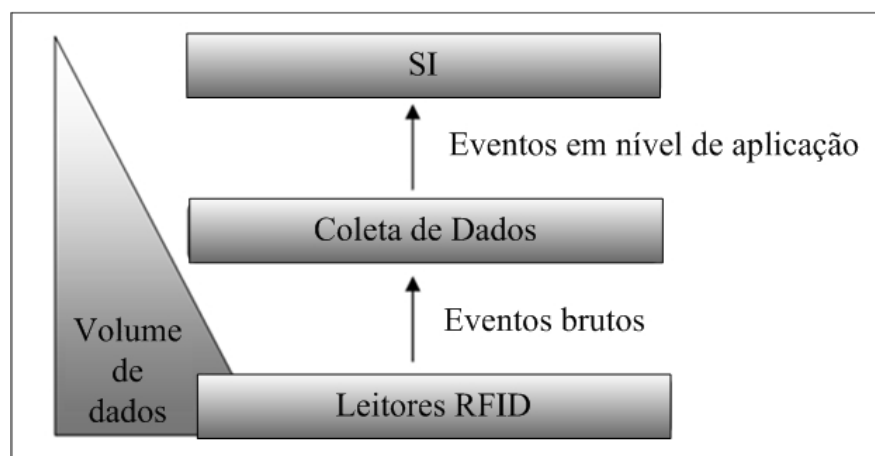 SI
Eventos em nível de aplicação
Coleta de Dados
Eventos brutos
Volume
de
dados
Leitores RFID